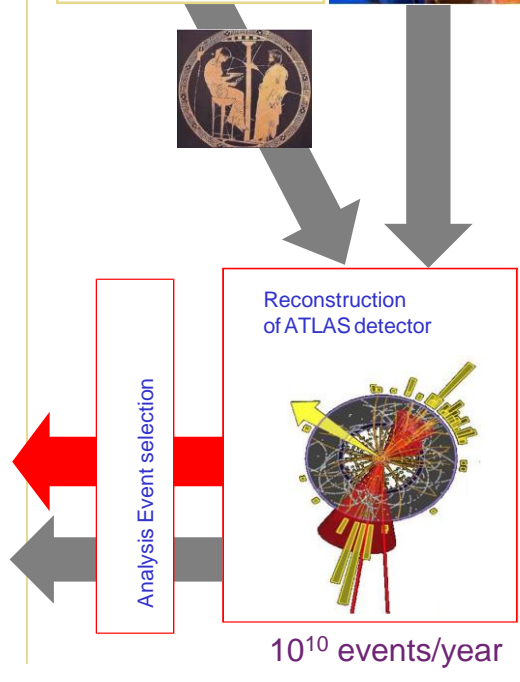 Reconstruction
of ATLAS detector
Analysis Event selection
10¹⁰ events/year